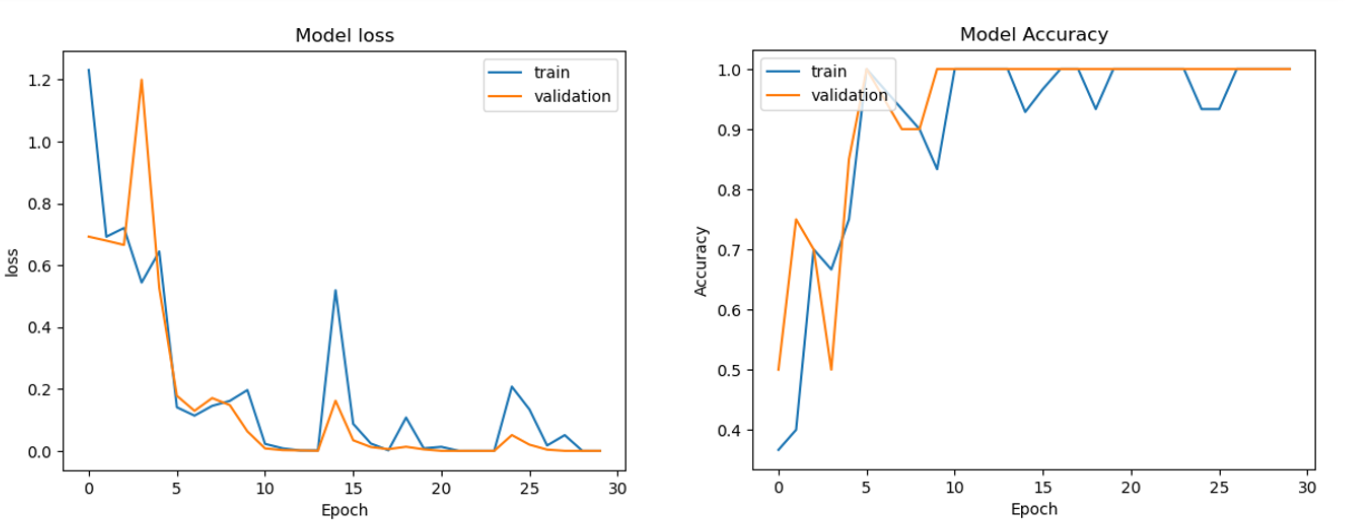 Model loss
train
validation
1.2
1.0
0.8
0.6
0.4
0.2
0.0
loss
0 5 10 15 20 25 30
Epoch
Model Accuracy
train
validation
1.0
0.9
0.8
0.7
0.6
0.5
0.4
Accuracy
0 5 10 15 20 25 30
Epoch